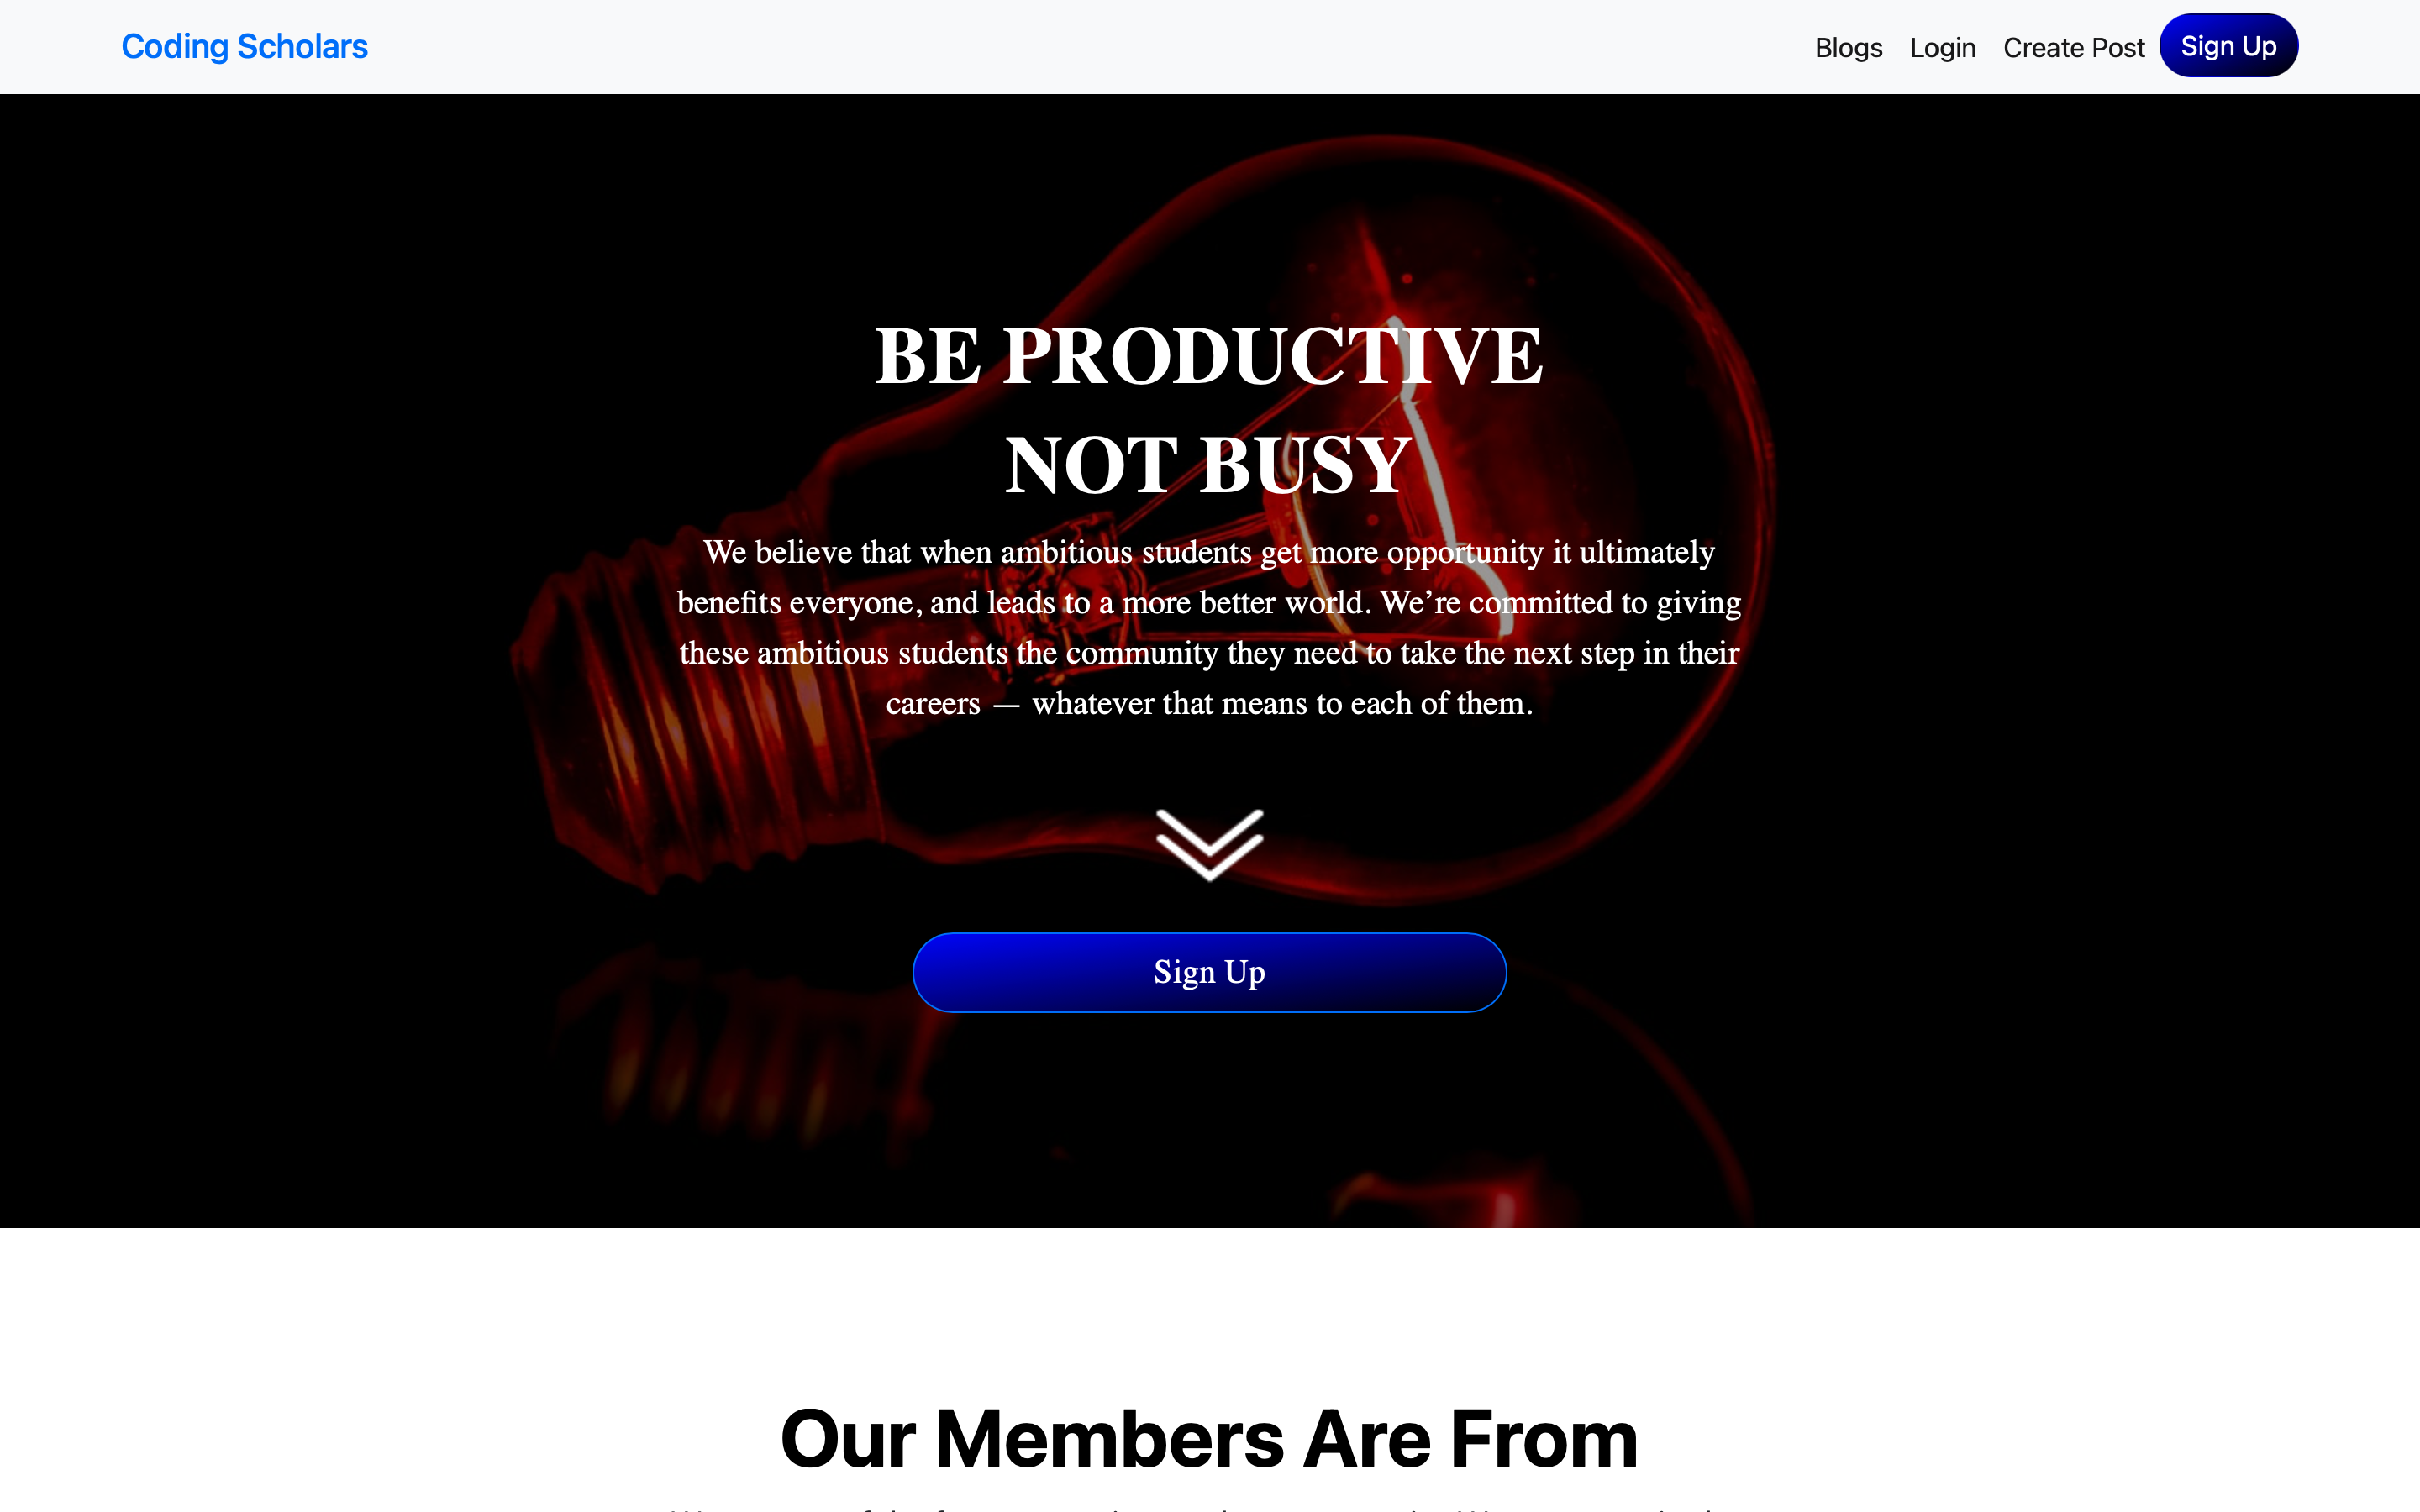 Coding Scholars
Blogs Login Create Post Sign Up
BE PRODUCTIVE
NOT BUSY
We believe that when ambitious students get more opportunity it ultimately
benefits everyone, and leads to a more better world. We’re committed to giving
these ambitious students the community they need to take the next step in their
careers — whatever that means to each of them.
Sign Up
Our Members Are From